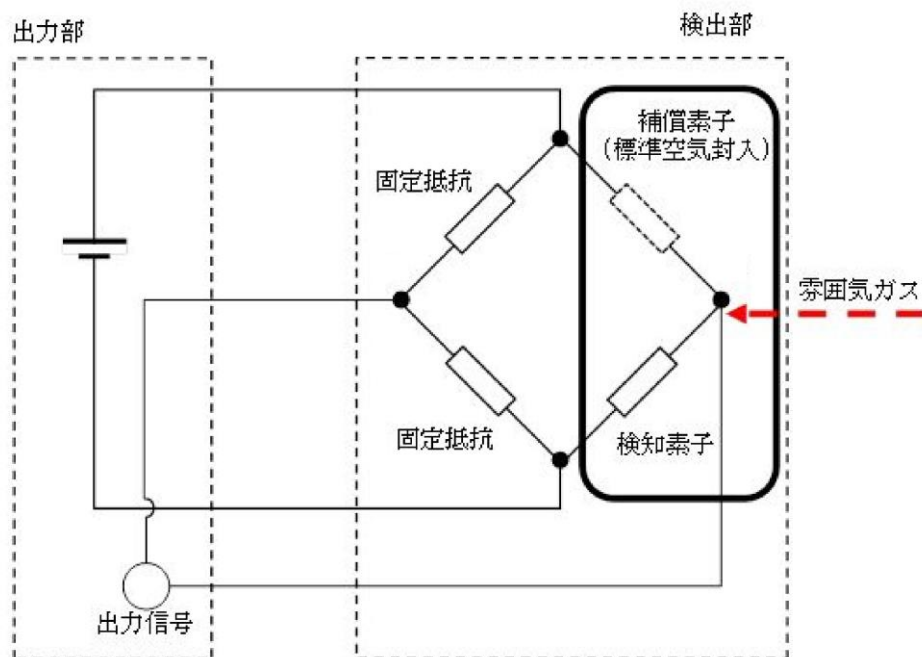 出力部
検出部
補償素子
(標準空気封入)
固定抵抗
雰囲気ガス
固定抵抗
検知素子
出力信号